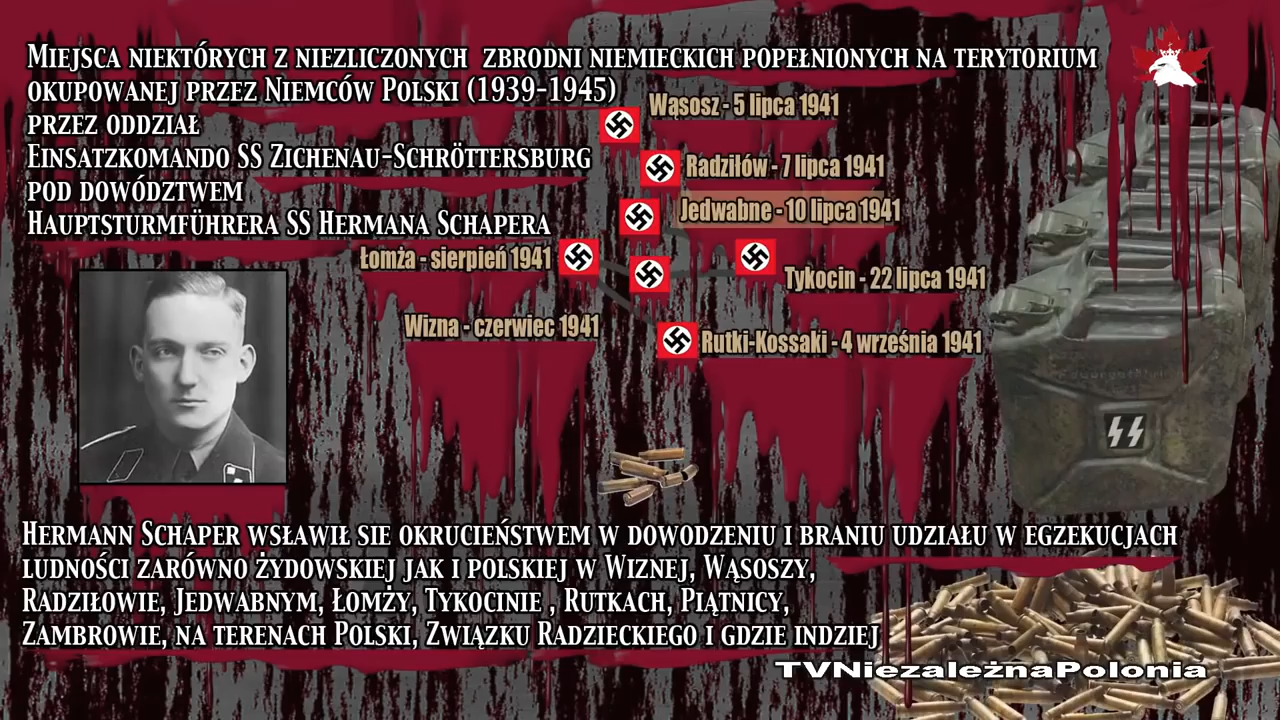 Miejsca niektórych z niezliczonych zbrodni niemieckich popełnionych na terytorium
okupowanej przez Niemców Polski (1939-1945)
przez oddział
Einsatzkomando SS Zichenau-Schröttersburg
pod dowództwem
Hauptsturmführera SS Hermana Schapera
Wąsosz - 5 lipca 1941
Radziłów - 7 lipca 1941
Jedwabne - 10 lipca 1941
Łomża - sierpień 1941
Tykocin - 22 lipca 1941
Wizna - czerwiec 1941
Rutki-Kossaki - 4 września 1941
Hermann Schaper wsławił sie okrucieństwem w dowodzeniu i braniu udziału w egzekucjach
ludności zarówno żydowskiej jak i polskiej w Wiznej, Wąsoszy,
Radziłowie, Jedwabnym, Łomży, Tykocinie , Rutkach, Piątnicy,
Zambrowie, na terenach Polski, Związku Radzieckiego i gdzie indziej
TVNiezależnaPolonia